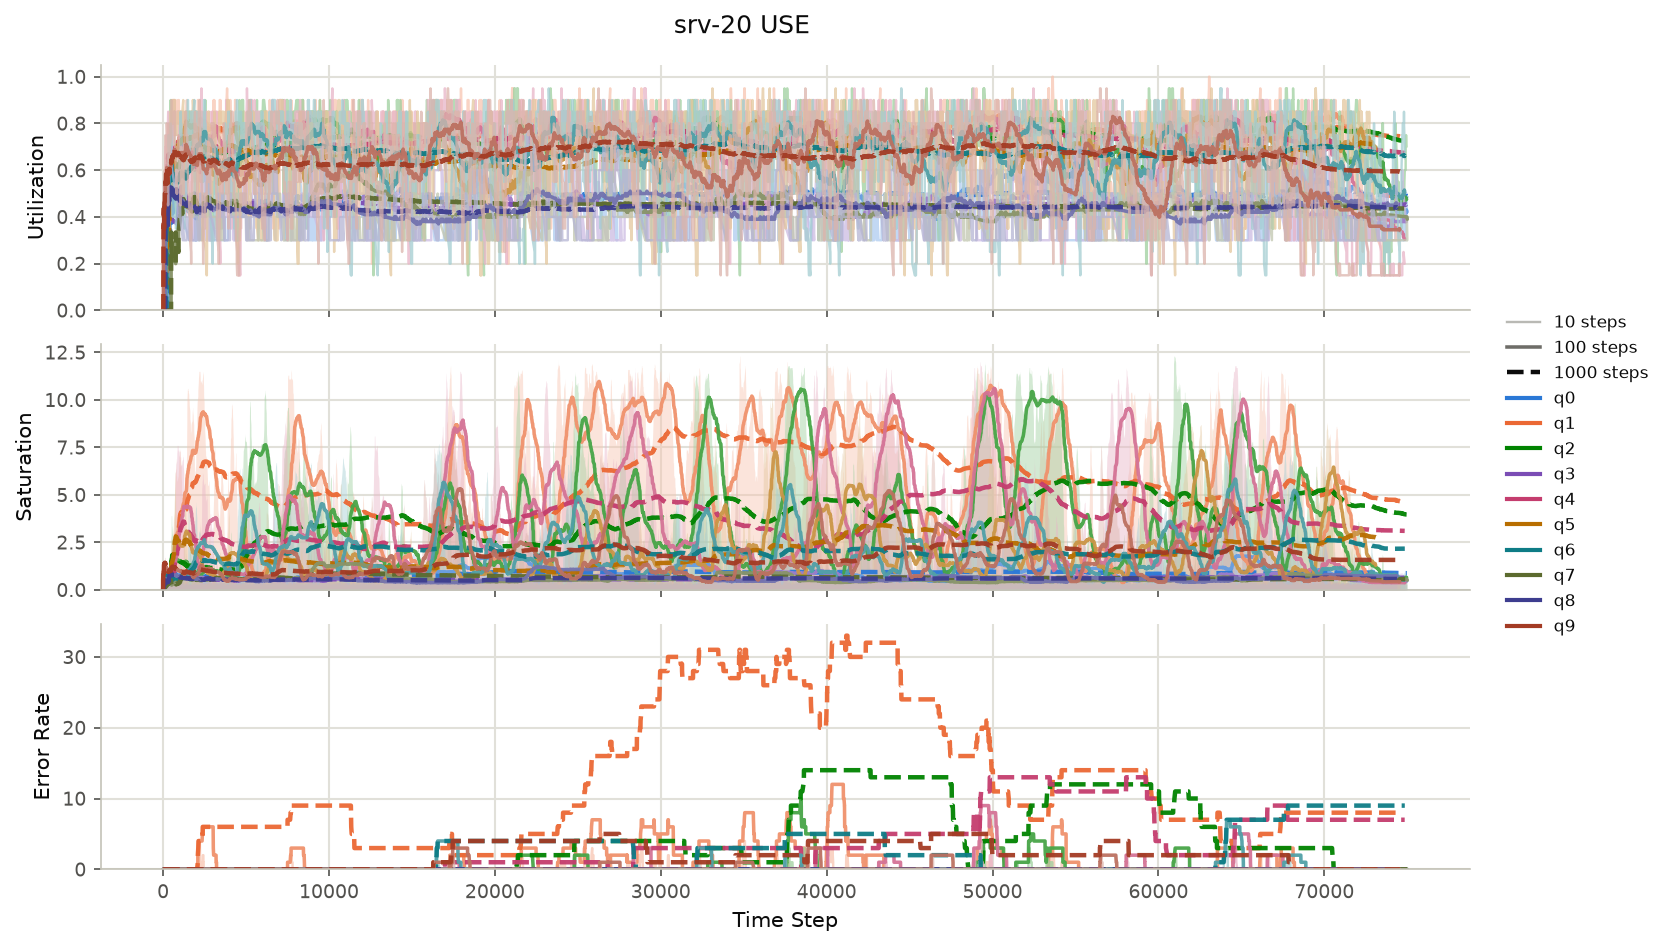 srv-20 USE
Utilization
1.0
0.8
0.6
0.4
0.2
0.0
Saturation
12.5
10.0
7.5
5.0
2.5
0.0
Error Rate
30
20
10
0
0
10000
20000
30000
40000
50000
60000
70000
Time Step
10 steps
100 steps
1000 steps
q0
q1
q2
q3
q4
q5
q6
q7
q8
q9